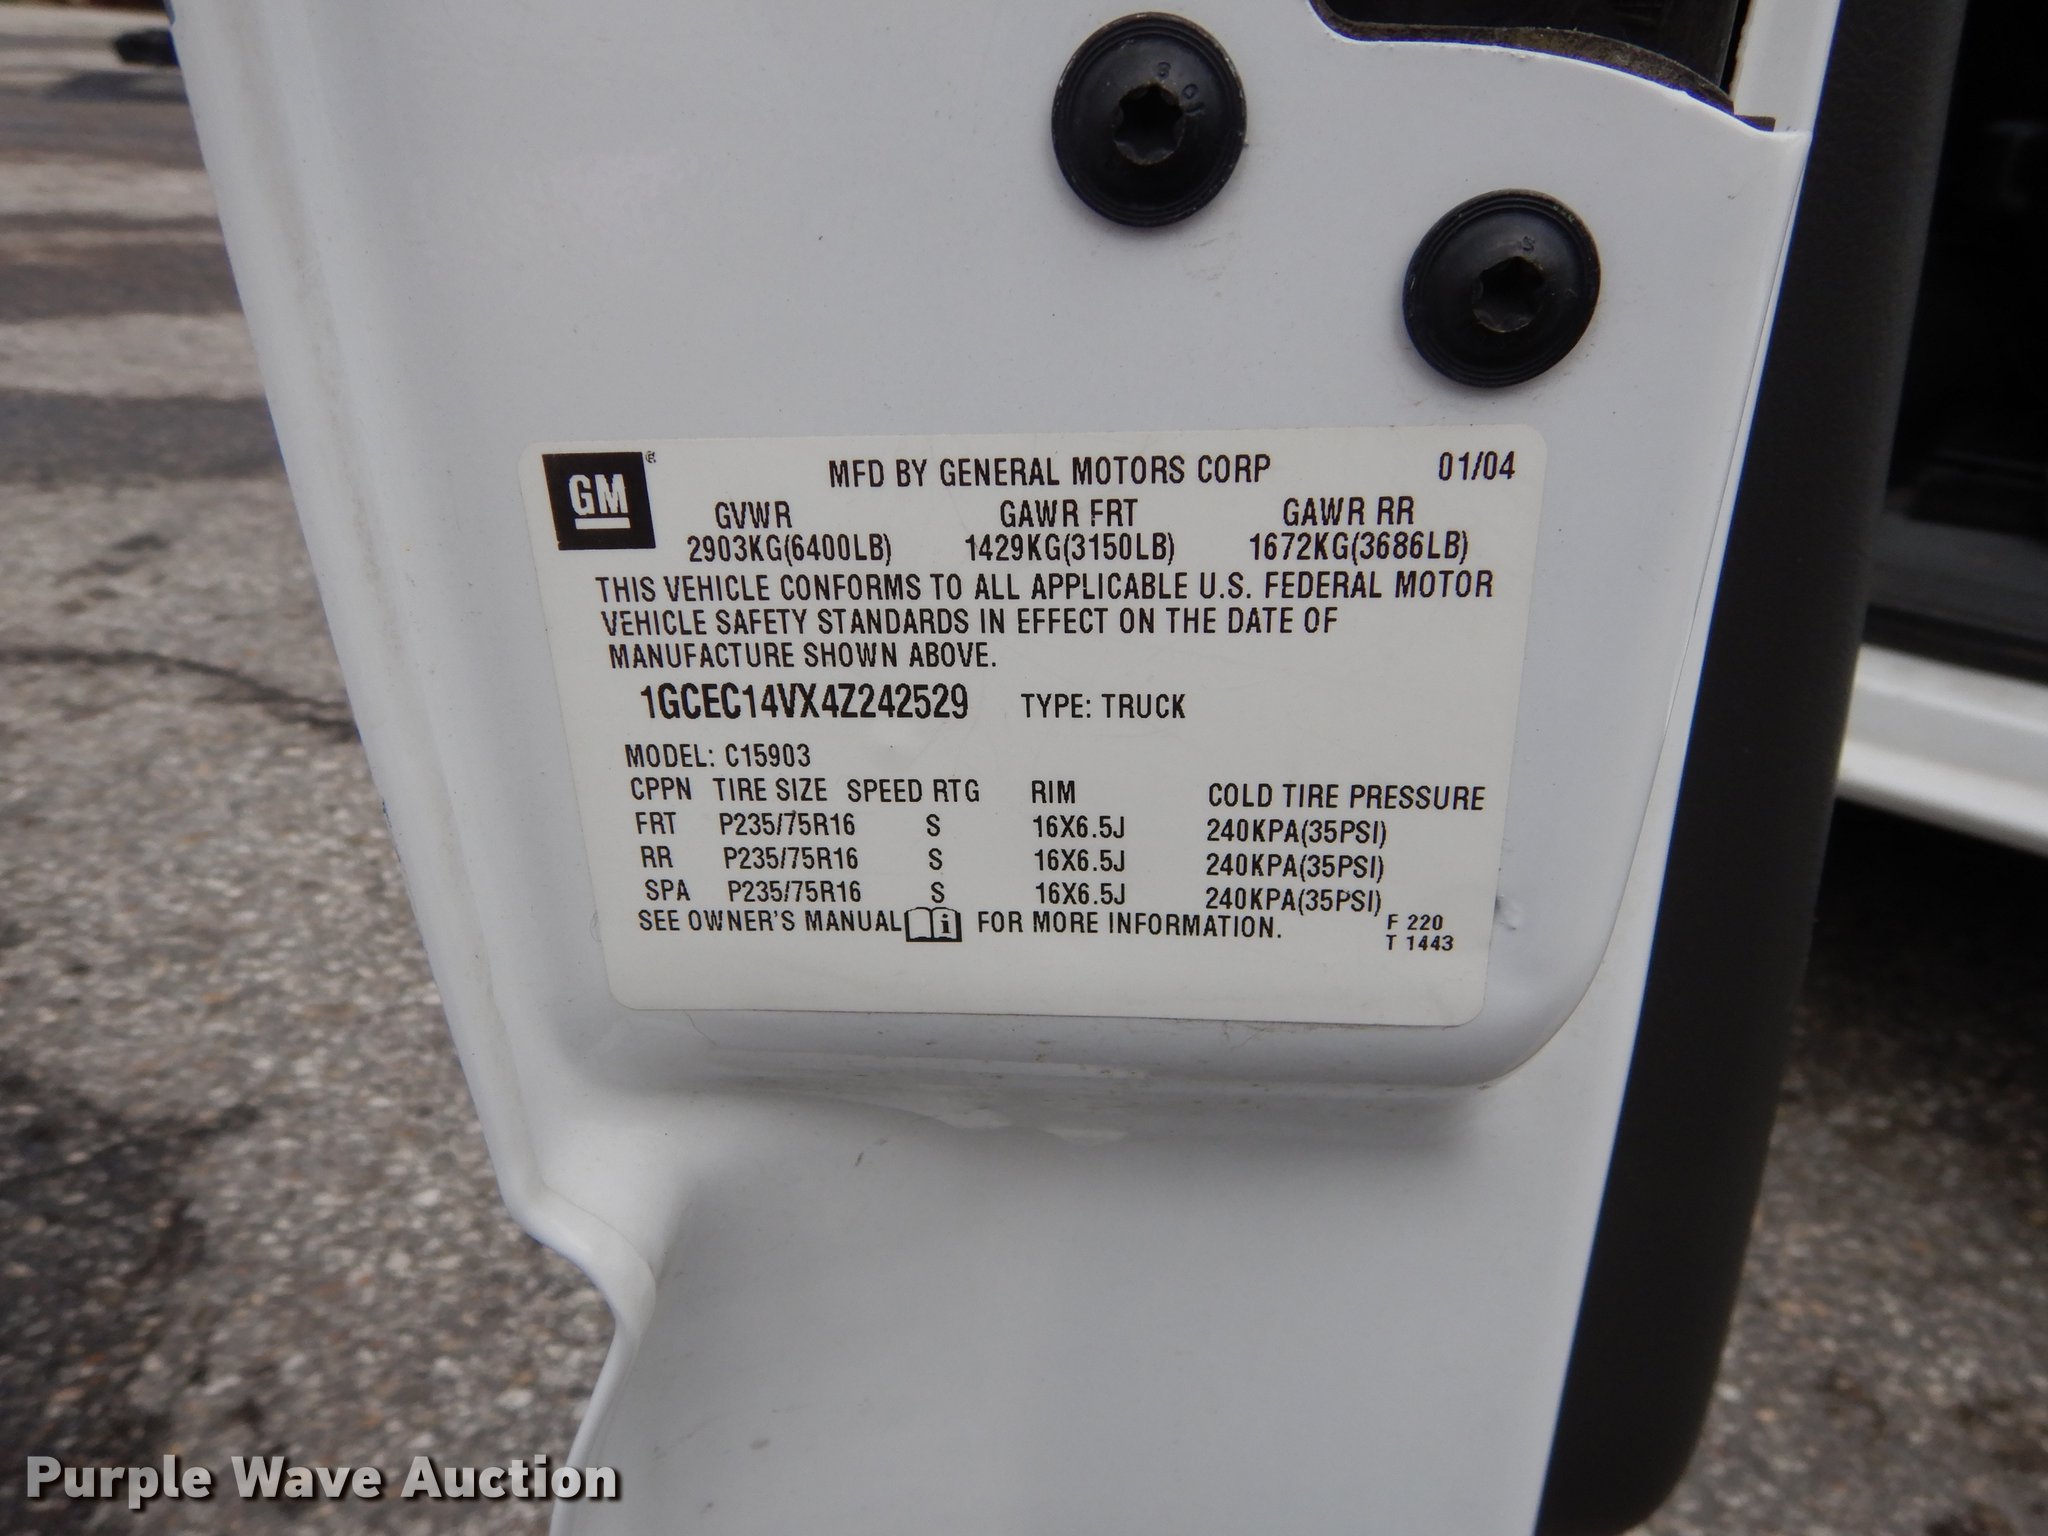 GM
MFD BY GENERAL MOTORS CORP 01/04
GVWR GAWR FRT GAWR RR
2903KG(6400LB) 1429KG(3150LB) 1672KG(3686LB)
THIS VEHICLE CONFORMS TO ALL APPLICABLE U.S. FEDERAL MOTOR
VEHICLE SAFETY STANDARDS IN EFFECT ON THE DATE OF
MANUFACTURE SHOWN ABOVE.
1GCEC14VX4Z242529 TYPE: TRUCK
MODEL: C15903
CPPN TIRE SIZE SPEED RTG RIM COLD TIRE PRESSURE
FRT P235/75R16 S 16X6.5J 240KPA(35PSI)
RR P235/75R16 S 16X6.5J 240KPA(35PSI)
SPA P235/75R16 S 16X6.5J 240KPA(35PSI)
SEE OWNER'S MANUAL i FOR MORE INFORMATION.
F 220
T 1443
Purple Wave Auction